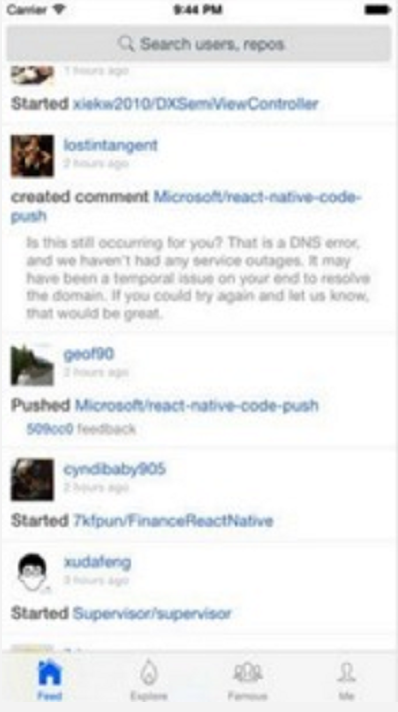 Carrier 9:44 PM
Search users, repos
1 hours ago
Started xiekw2010/DXSemiViewController
lostintangent
2 hours ago
created comment Microsoft/react-native-code-
push
Is this still occurring for you? That is a DNS error,
and we haven't had any service outages. It may
have been a temporal issue on your end to resolve
the domain. If you could try again and let us know,
that would be great.
geof90
2 hours ago
Pushed Microsoft/react-native-code-push
509cc0 feedback
cyndibaby905
2 hours ago
Started 7kfpun/FinanceReactNative
xudafeng
3 hours ago
Started Supervisor/supervisor
Feed Explore Famous Me